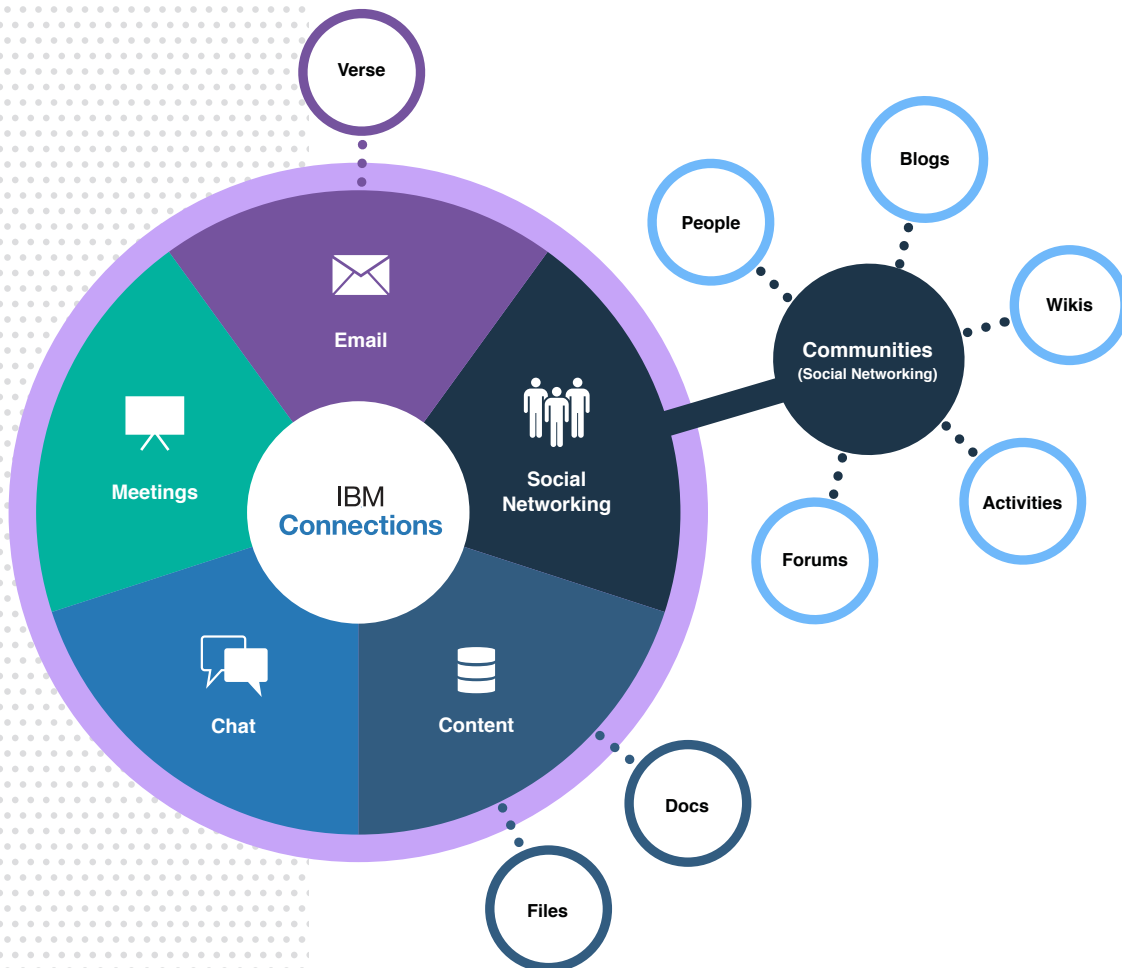 Verse
Blogs
People
Wikis
Email
Communities
(Social Networking)
Social
Networking
Meetings
IBM
Connections
Activities
Forums
Chat
Content
Docs
Files